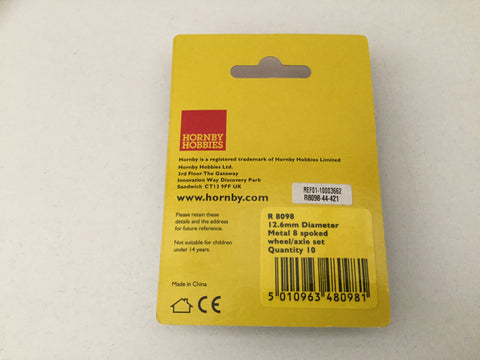 HORNBY
HOBBIES
Hornby is a registered trademark of Hornby Hobbies Limited
Hornby Hobbies Ltd.
3rd Floor The Gateway
Innovation Way Discovery Park
Sandwich CT13 9FF UK
www.hornby.com
REF01-10003662
R8098-44-421
Please retain these
details and the address
for future reference.
Not suitable for children
under 14 years.
R 8098
12.6mm Diameter
Metal 8 spoked
wheel/axle set
Quantity 10
5 010963 480981
Made in China
CE